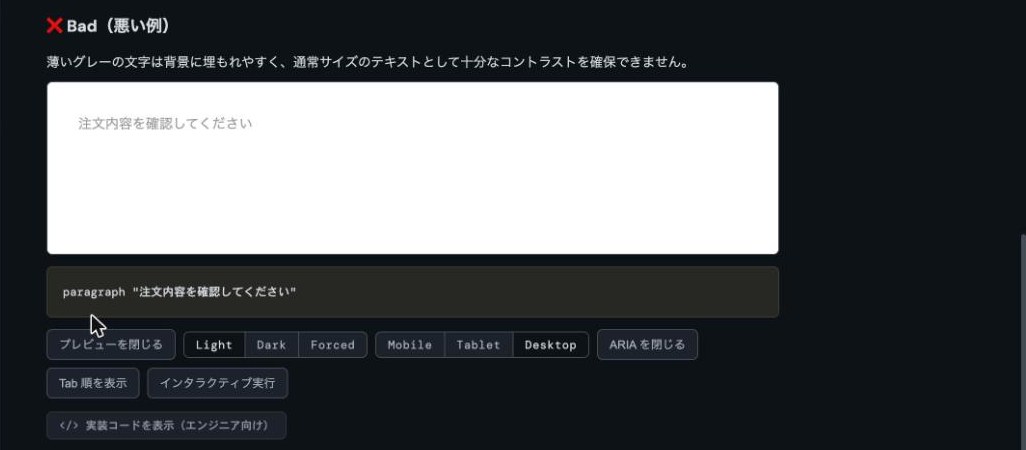 ❌ Bad（悪い例）
薄いグレーの文字は背景に埋もれやすく、通常サイズのテキストとして十分なコントラストを確保できません。
注文内容を確認してください
paragraph "注文内容を確認してください"
プレビューを閉じる Light Dark Forced Mobile Tablet Desktop ARIA を閉じる
Tab 順を表示 インタラクティブ実行
</> 実装コードを表示（エンジニア向け）